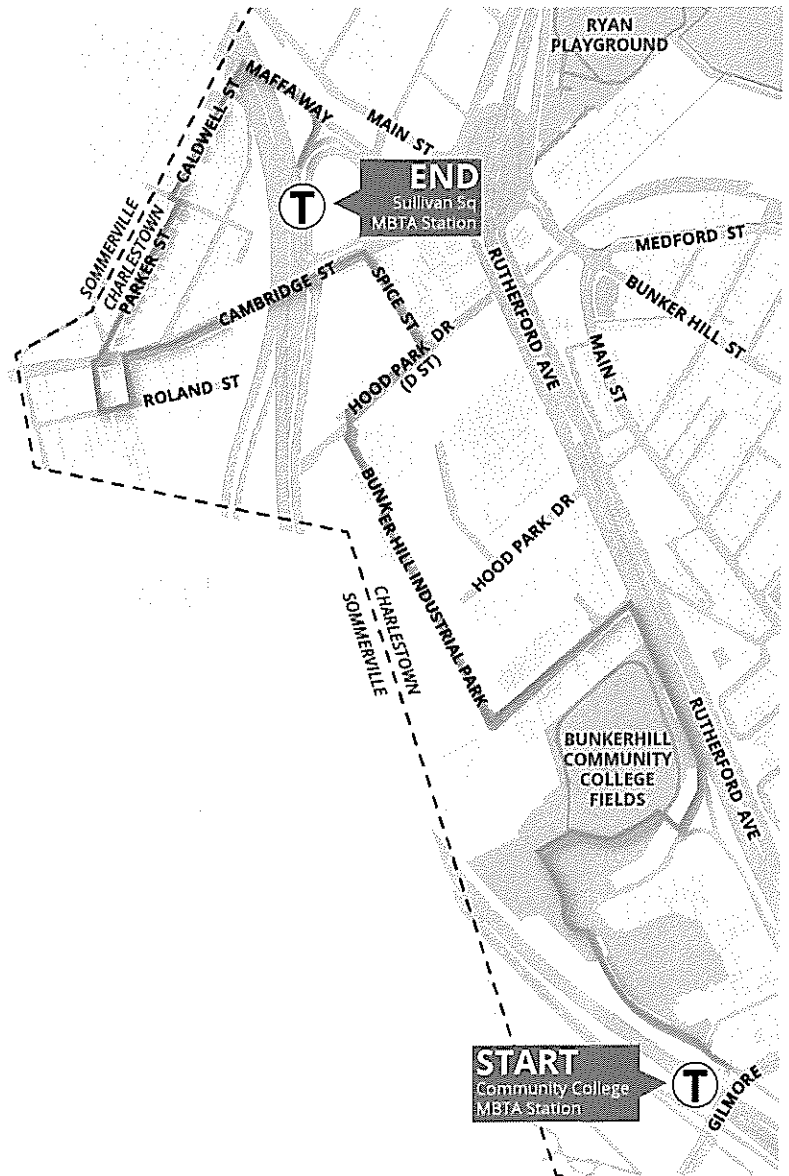 RYAN
PLAYGROUND
MAFFA WAY
MAIN ST
CALDWELL ST
END
Sullivan Sq
MBTA Station
T
SOMMERVILLE
CHARLESTOWN
PARKER ST
MEDFORD ST
CAMBRIDGE ST
SPICE ST
RUTHERFORD AVE
BUNKER HILL ST
MAIN ST
HOOD PARK DR
(D ST)
ROLAND ST
BUNKER HILL INDUSTRIAL PARK
HOOD PARK DR
CHARLESTOWN
SOMMERVILLE
RUTHERFORD AVE
BUNKERHILL
COMMUNITY
COLLEGE
FIELDS
START
Community College
MBTA Station
T
GILMORE